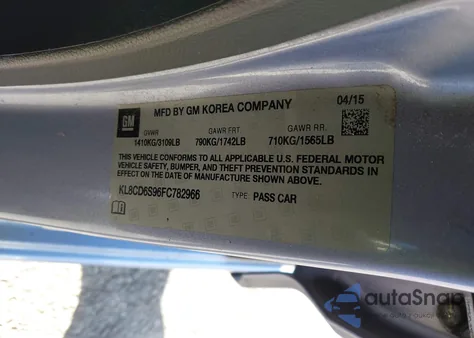 MFD BY GM KOREA COMPANY 04/15
GM
GVWR GAWR FRT GAWR RR.
1410KG/3109LB 790KG/1742LB 710KG/1565LB
THIS VEHICLE CONFORMS TO ALL APPLICABLE U.S. FEDERAL MOTOR
VEHICLE SAFETY, BUMPER, AND THEFT PREVENTION STANDARDS IN
EFFECT ON THE DATE OF MANUFACTURE SHOWN ABOVE.
KL8CD6S96FC782966 TYPE: PASS CAR
autoSnap